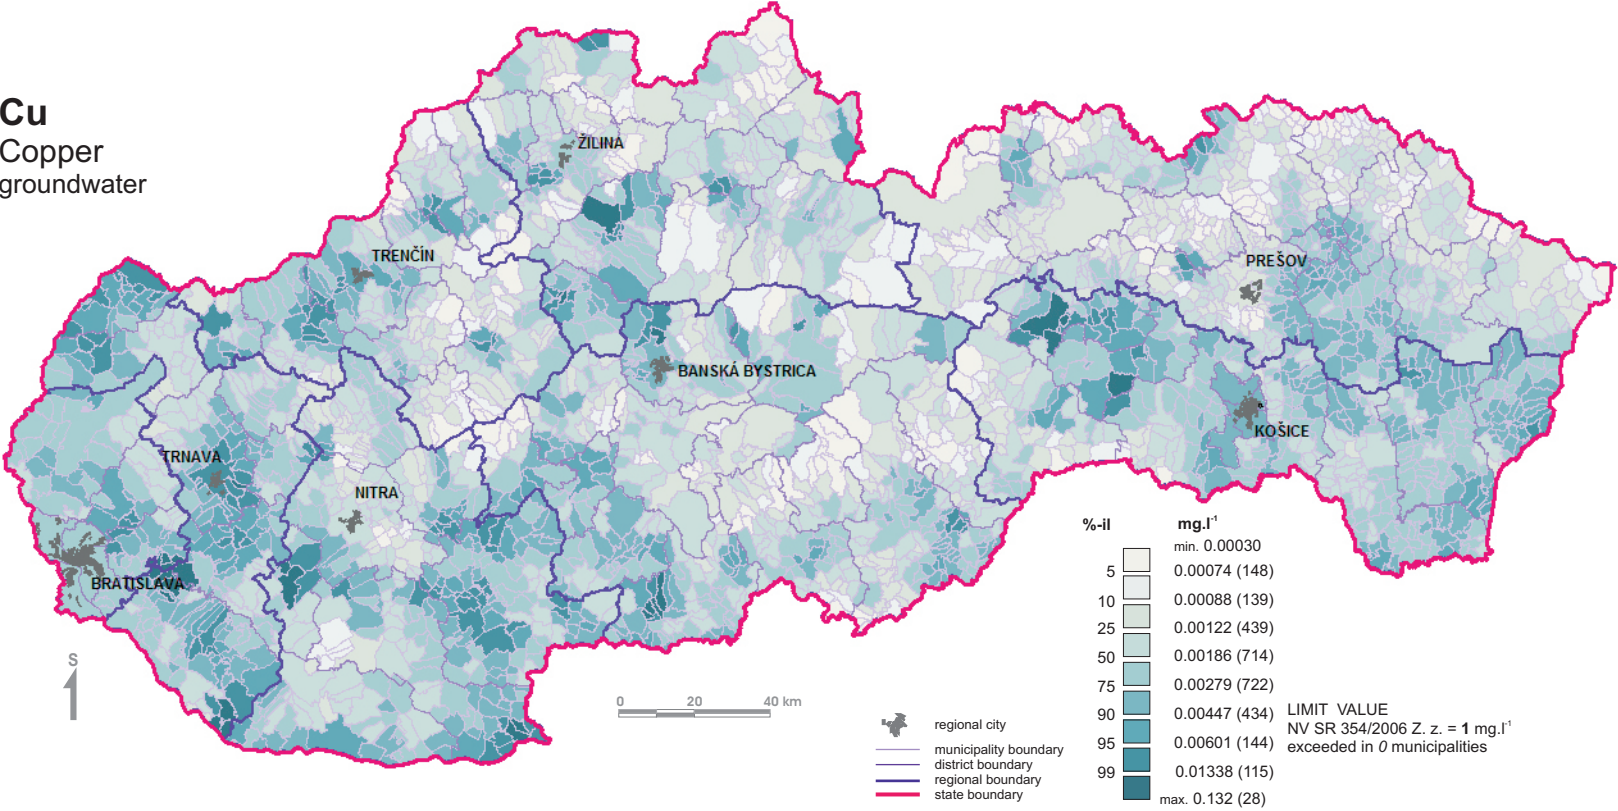 Cu
Copper
groundwater
ŽILINA
TRENČÍN
PREŠOV
BANSKÁ BYSTRICA
KOŠICE
TRNAVA
NITRA
BRATISLAVA
S
0 20 40 km
regional city
municipality boundary
district boundary
regional boundary
state boundary
%-il mg.l⁻¹
min. 0.00030
5 0.00074 (148)
10 0.00088 (139)
25 0.00122 (439)
50 0.00186 (714)
75 0.00279 (722)
90 0.00447 (434)
95 0.00601 (144)
99 0.01338 (115)
max. 0.132 (28)
LIMIT VALUE
NV SR 354/2006 Z. z. = 1 mg.l⁻¹
exceeded in 0 municipalities